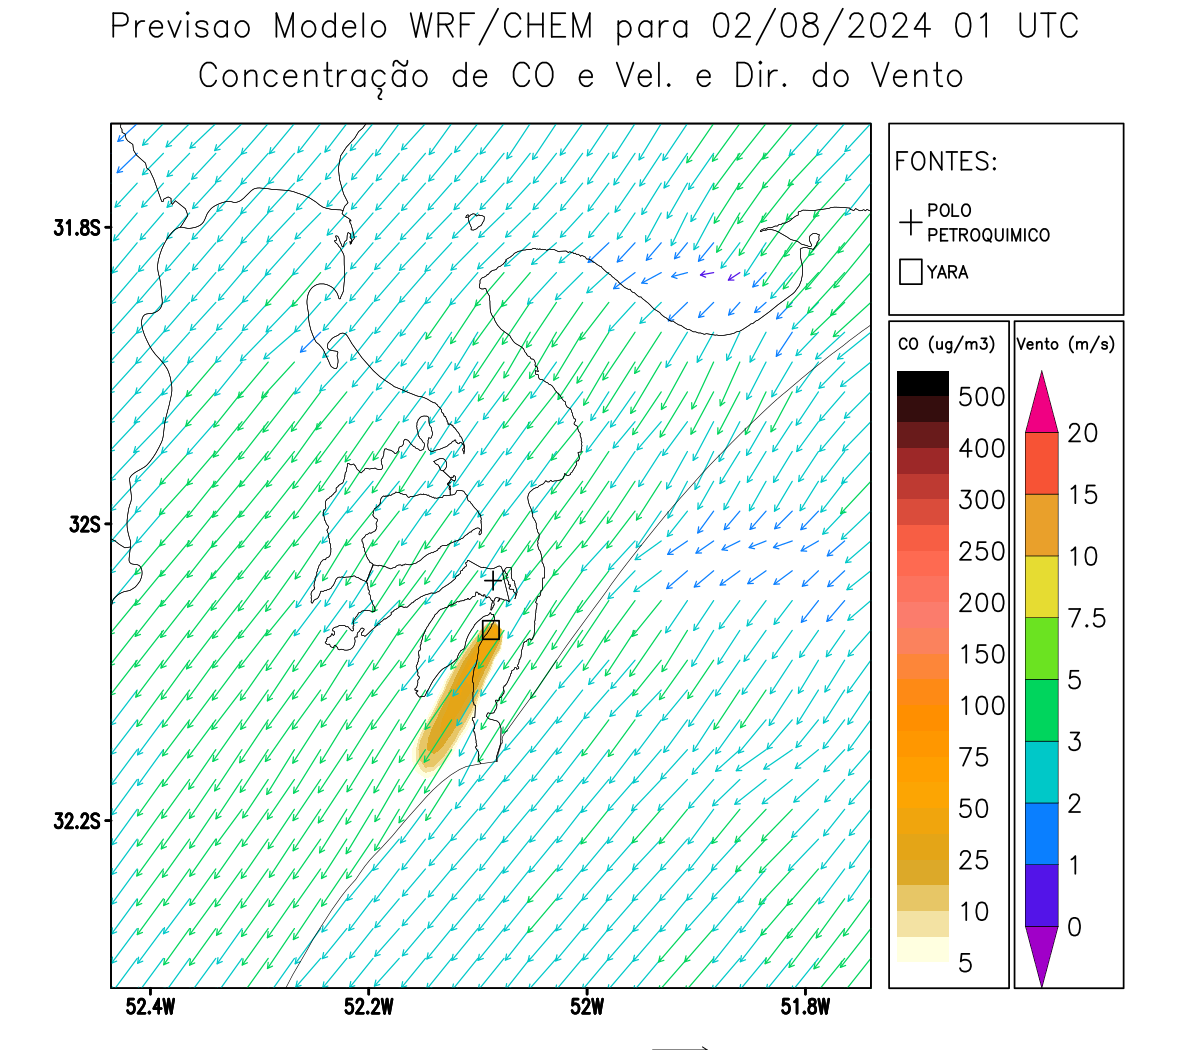 Previsao Modelo WRF/CHEM para 02/08/2024 01 UTC
Concentração de CO e Vel. e Dir. do Vento
FONTES:
POLO
PETROQUIMICO
YARA
CO (ug/m3)
500
400
300
250
200
150
100
75
50
25
10
5
Vento (m/s)
20
15
10
7.5
5
3
2
1
0
31.8S
32S
32.2S
52.4W
52.2W
52W
51.8W